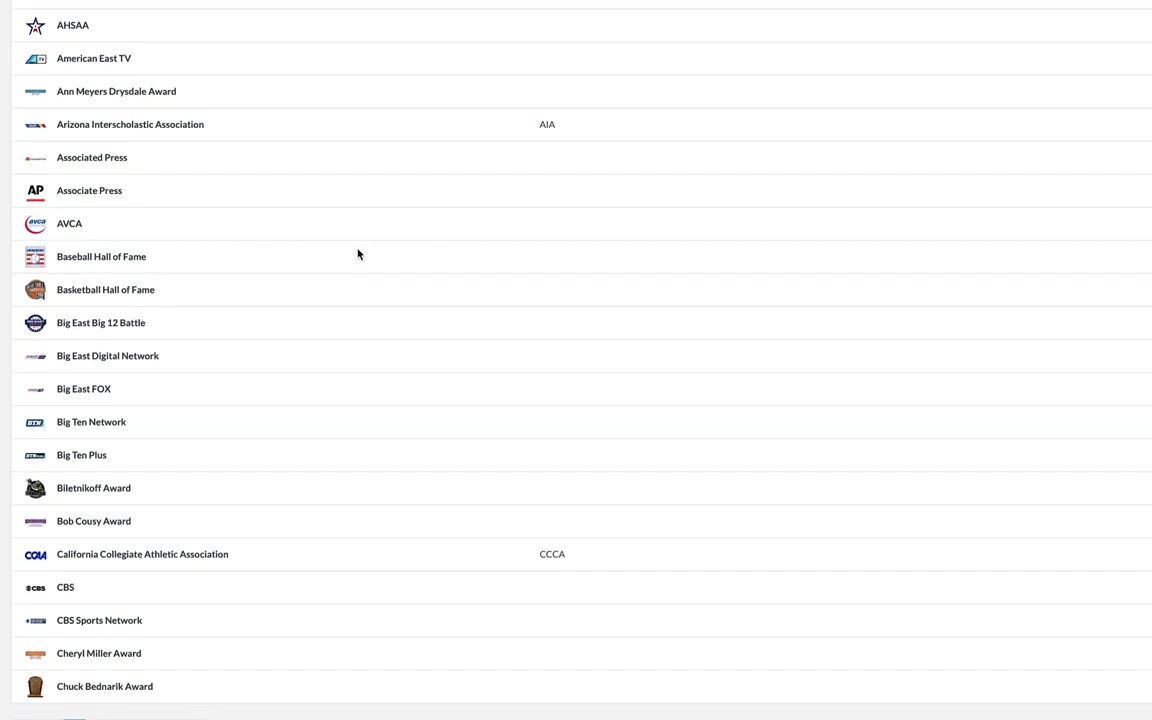 AHSAA
American East TV
Ann Meyers Drysdale Award
Arizona Interscholastic Association AIA
Associated Press
AP Associate Press
avca AVCA
Baseball Hall of Fame
Basketball Hall of Fame
Big East Big 12 Battle
Big East Digital Network
Big East FOX
BTN Big Ten Network
Big Ten Plus
Biletnikoff Award
Bob Cousy Award
California Collegiate Athletic Association CCCA
CBS CBS
CBS Sports Network
Cheryl Miller Award
Chuck Bednarik Award